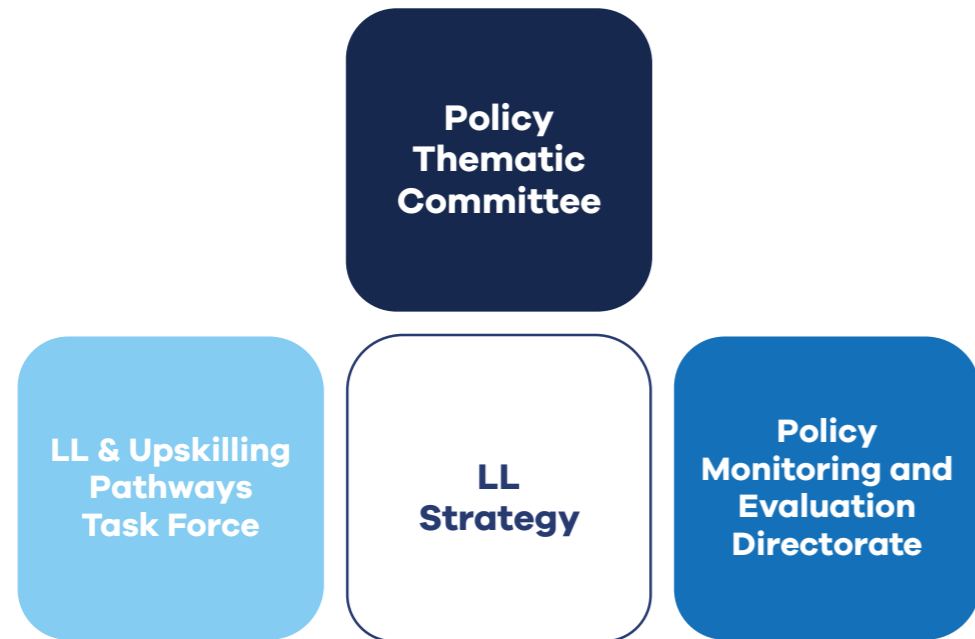 Policy
Thematic
Committee
LL & Upskilling
Pathways
Task Force
LL
Strategy
Policy
Monitoring and
Evaluation
Directorate